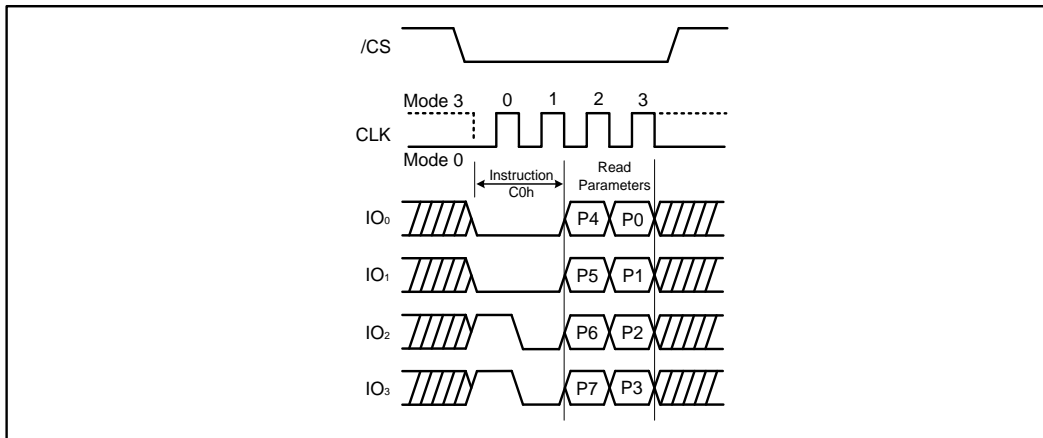 /CS
Mode 3 0 1 2 3
CLK
Mode 0
Instruction
C0h
Read
Parameters
IO₀ P4 P0
IO₁ P5 P1
IO₂ P6 P2
IO₃ P7 P3